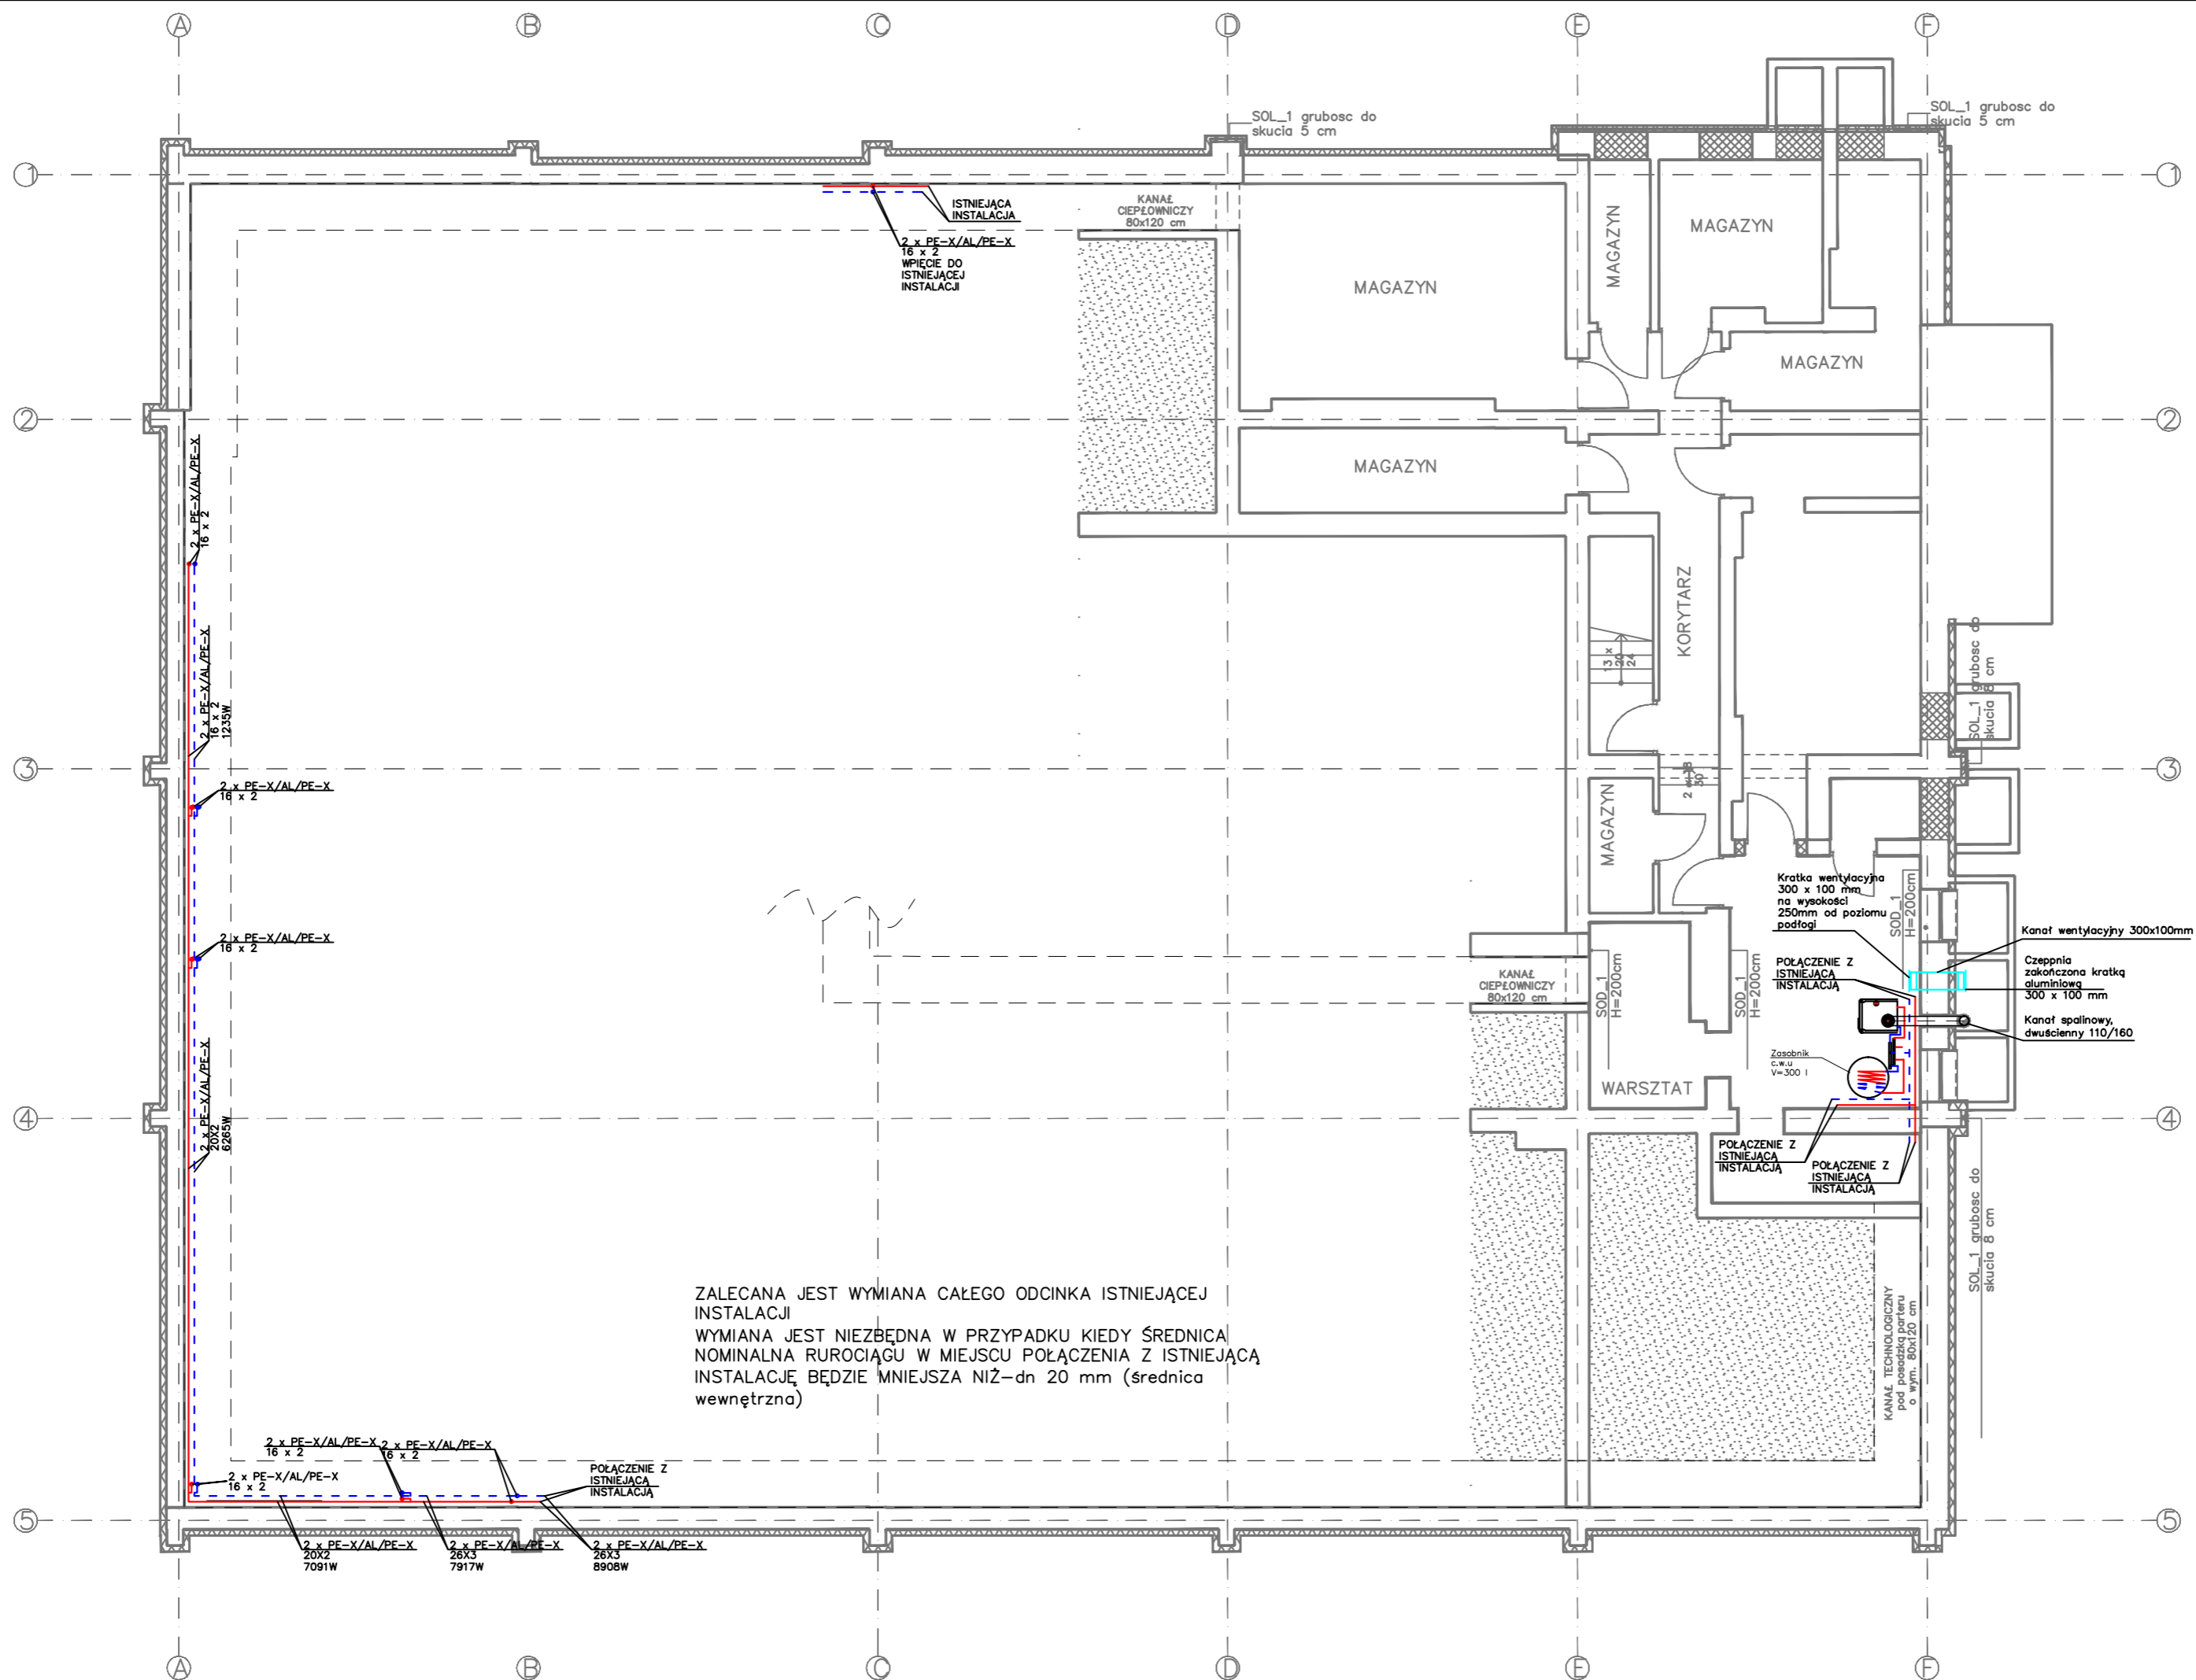 A
B
C
D
E
F
SOL_1 grubosc do
skucia 5 cm
SOL_1 grubosc do
skucia 5 cm
1
1
ISTNIEJĄCA
INSTALACJA
KANAŁ
CIEPŁOWNICZY
80x120 cm
2 x PE-X/AL/PE-X
16 x 2
WPIĘCIE DO
ISTNIEJĄCEJ
INSTALACJI
MAGAZYN
MAGAZYN
MAGAZYN
MAGAZYN
2
2
MAGAZYN
2 x PE-X/AL/PE-X
16 x 2
KORYTARZ
13 x
20
24
2 x PE-X/AL/PE-X
16 x 2
1235W
SOL_1 grubosc do
skucia 8 cm
3
3
2 x 18
30
2 x PE-X/AL/PE-X
16 x 2
MAGAZYN
Kratka wentylacyjna
300 x 100 mm
na wysokości
250mm od poziomu
podłogi
SOD_1
H=200cm
2 x PE-X/AL/PE-X
16 x 2
Kanał wentylacyjny 300x100mm
KANAŁ
CIEPŁOWNICZY
80x120 cm
SOD_1
H=200cm
SOD_1
H=200cm
POŁĄCZENIE Z
ISTNIEJĄCĄ
INSTALACJĄ
Czeppnia
zakończona kratką
aluminiową
300 x 100 mm
Kanał spalinowy,
dwuścienny 110/160
Zasobnik
c.w.u
V=300 l
2 x PE-X/AL/PE-X
20X2
6265W
WARSZTAT
4
4
POŁĄCZENIE Z
ISTNIEJĄCĄ
INSTALACJĄ
POŁĄCZENIE Z
ISTNIEJĄCĄ
INSTALACJĄ
SOL_1 grubosc do
skucia 8 cm
KANAŁ TECHNOLOGICZNY
pod posadzką parteru
o wym. 80x120 cm
ZALECANA JEST WYMIANA CAŁEGO ODCINKA ISTNIEJĄCEJ
INSTALACJI
WYMIANA JEST NIEZBĘDNA W PRZYPADKU KIEDY ŚREDNICA
NOMINALNA RUROCIĄGU W MIEJSCU POŁĄCZENIA Z ISTNIEJĄCĄ
INSTALACJĘ BĘDZIE MNIEJSZA NIŻ-dn 20 mm (średnica
wewnętrzna)
2 x PE-X/AL/PE-X
16 x 2
2 x PE-X/AL/PE-X
16 x 2
2 x PE-X/AL/PE-X
16 x 2
POŁĄCZENIE Z
ISTNIEJĄCĄ
INSTALACJĄ
5
5
2 x PE-X/AL/PE-X
20X2
7091W
2 x PE-X/AL/PE-X
26X3
7917W
2 x PE-X/AL/PE-X
26X3
8908W
A
B
C
D
E
F